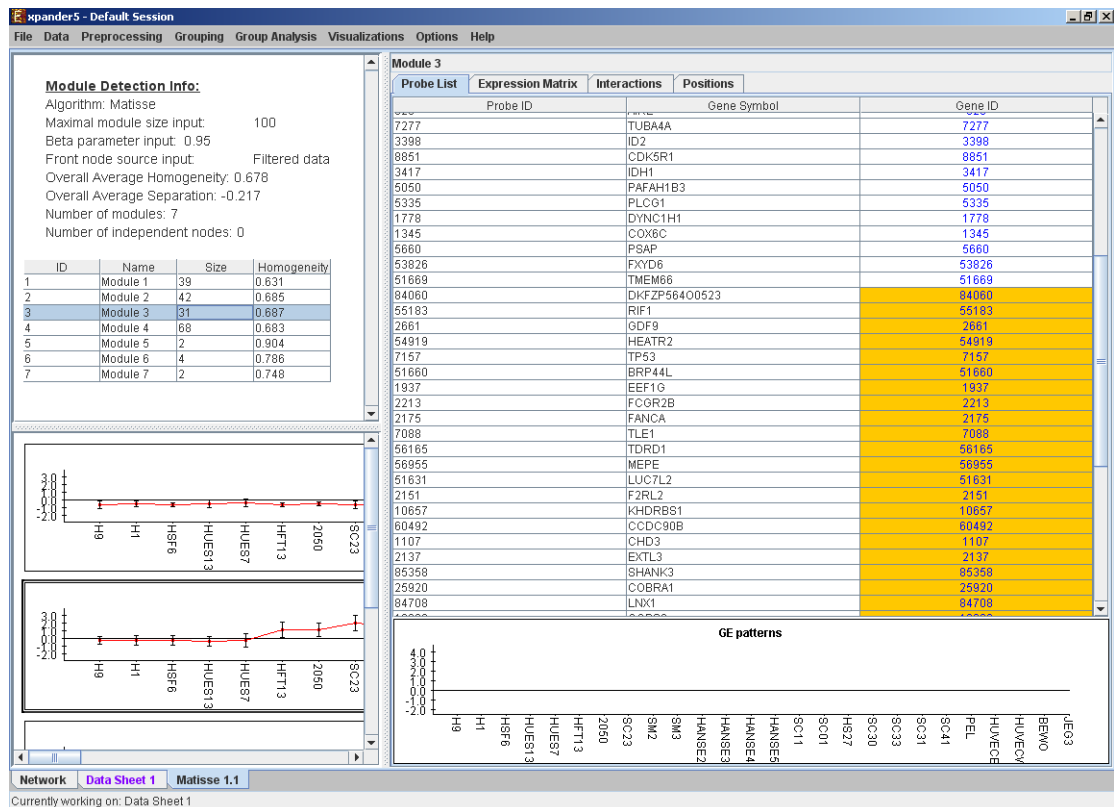 xpander5 - Default Session
File Data Preprocessing Grouping Group Analysis Visualizations Options Help
Module Detection Info:
Algorithm: Matisse
Maximal module size input: 100
Beta parameter input: 0.95
Front node source input: Filtered data
Overall Average Homogeneity: 0.678
Overall Average Separation: -0.217
Number of modules: 7
Number of independent nodes: 0
ID Name Size Homogeneity
1 Module 1 39 0.631
2 Module 2 42 0.685
3 Module 3 31 0.687
4 Module 4 68 0.683
5 Module 5 2 0.904
6 Module 6 4 0.786
7 Module 7 2 0.748
3.0
1.0
0.0
-1.0
-2.0
H9 H1 HSF6 HUES13 HUES7 HFT13 2050 SC23
3.0
1.0
0.0
-1.0
-2.0
H9 H1 HSF6 HUES13 HUES7 HFT13 2050 SC23
3.0
Module 3
Probe List Expression Matrix Interactions Positions
Probe ID Gene Symbol Gene ID
7277 TUBA4A 7277
3398 ID2 3398
8851 CDK5R1 8851
3417 IDH1 3417
5050 PAFAH1B3 5050
5335 PLCG1 5335
1778 DYNC1H1 1778
1345 COX6C 1345
5660 PSAP 5660
53826 FXYD6 53826
51669 TMEM66 51669
84060 DKFZP564O0523 84060
55183 RIF1 55183
2661 GDF9 2661
54919 HEATR2 54919
7157 TP53 7157
51660 BRP44L 51660
1937 EEF1G 1937
2213 FCGR2B 2213
2175 FANCA 2175
7088 TLE1 7088
56165 TDRD1 56165
56955 MEPE 56955
51631 LUC7L2 51631
2151 F2RL2 2151
10657 KHDRBS1 10657
60492 CCDC90B 60492
1107 CHD3 1107
2137 EXTL3 2137
85358 SHANK3 85358
25920 COBRA1 25920
84708 LNX1 84708
GE patterns
4.0
3.0
2.0
1.0
0.0
-1.0
-2.0
H9 H1 HSF6 HUES13 HUES7 HFT13 2050 SC23 SM2 SM3 HANSE2 HANSE3 HANSE4 HANSE5 SC11 SC01 HS27 SC30 SC33 SC31 SC41 PEL HUVECE HUVECV BEWO JEG3
Network Data Sheet 1 Matisse 1.1
Currently working on: Data Sheet 1